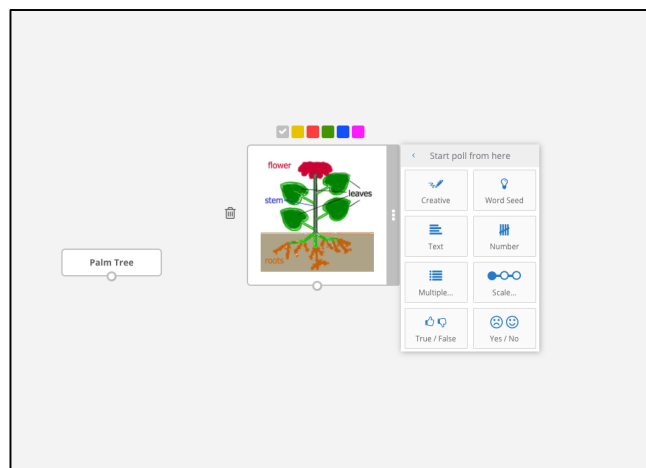 flower
leaves
stem
roots
Palm Tree
Start poll from here
Creative
Word Seed
Text
Number
Multiple...
Scale...
True / False
Yes / No